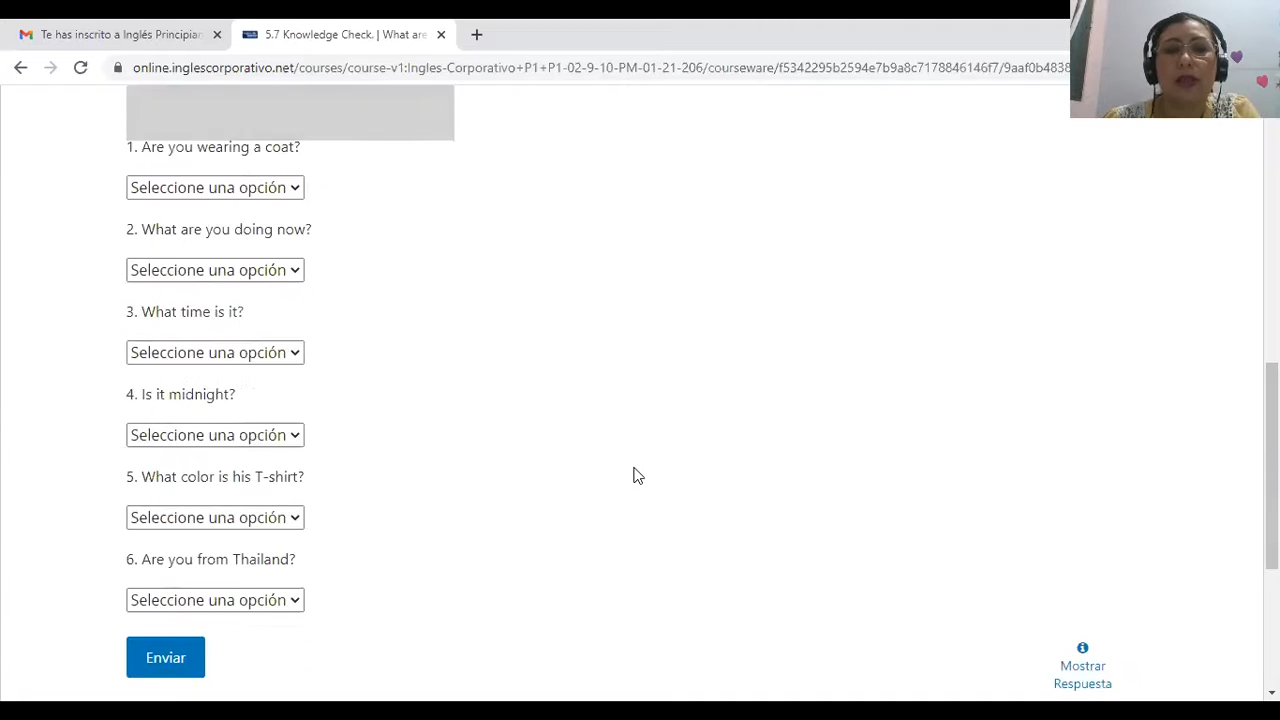 Te has inscrito a Inglés Principian
5.7 Knowledge Check. | What are
online.inglescorporativo.net/courses/course-v1:Ingles-Corporativo+P1+P1-02-9-10-PM-01-21-206/courseware/f5342295b2594e7b9a8c7178846146f7/9aaf0b4838
1. Are you wearing a coat?
Seleccione una opción
2. What are you doing now?
Seleccione una opción
3. What time is it?
Seleccione una opción
4. Is it midnight?
Seleccione una opción
5. What color is his T-shirt?
Seleccione una opción
6. Are you from Thailand?
Seleccione una opción
Enviar
Mostrar
Respuesta